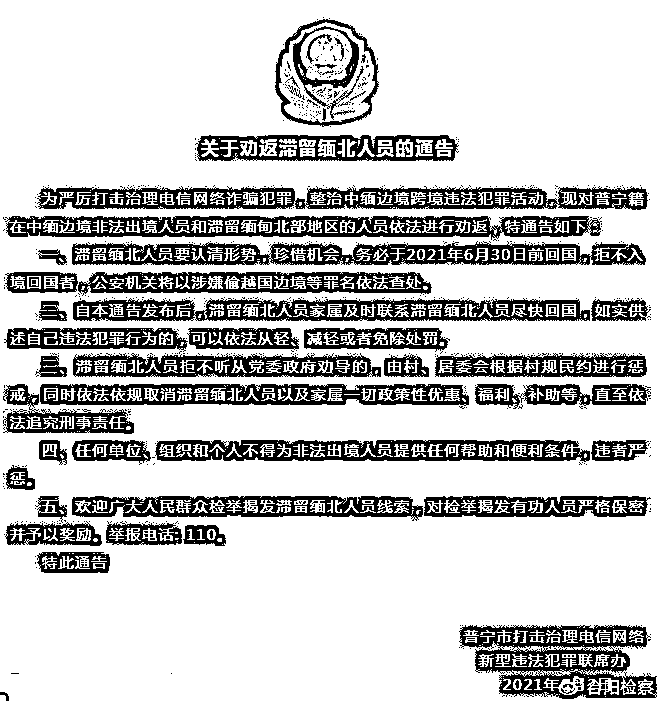 关于劝返滞留缅北人员的通告
为严厉打击治理电信网络诈骗犯罪，整治中缅边境跨境违法犯罪活动，现对普宁籍
在中缅边境非法出境人员和滞留缅甸北部地区的人员依法进行劝返，特通告如下：
一、滞留缅北人员要认清形势，珍惜机会，务必于2021年6月30日前回国，拒不入
境回国者，公安机关将以涉嫌偷越国边境等罪名依法查处。
二、自本通告发布后，滞留缅北人员家属及时联系滞留缅北人员尽快回国，如实供
述自己违法犯罪行为的，可以依法从轻、减轻或者免除处罚。
三、滞留缅北人员拒不听从党委政府劝导的，由村、居委会根据村规民约进行惩
戒，同时依法依规取消滞留缅北人员以及家属一切政策性优惠、福利、补助等，直至依
法追究刑事责任。
四、任何单位、组织和个人不得为非法出境人员提供任何帮助和便利条件，违者严
惩。
五、欢迎广大人民群众检举揭发滞留缅北人员线索，对检举揭发有功人员严格保密
并予以奖励。举报电话：110。
特此通告
普宁市打击治理电信网络
新型违法犯罪联席办
2021年
台阳检察